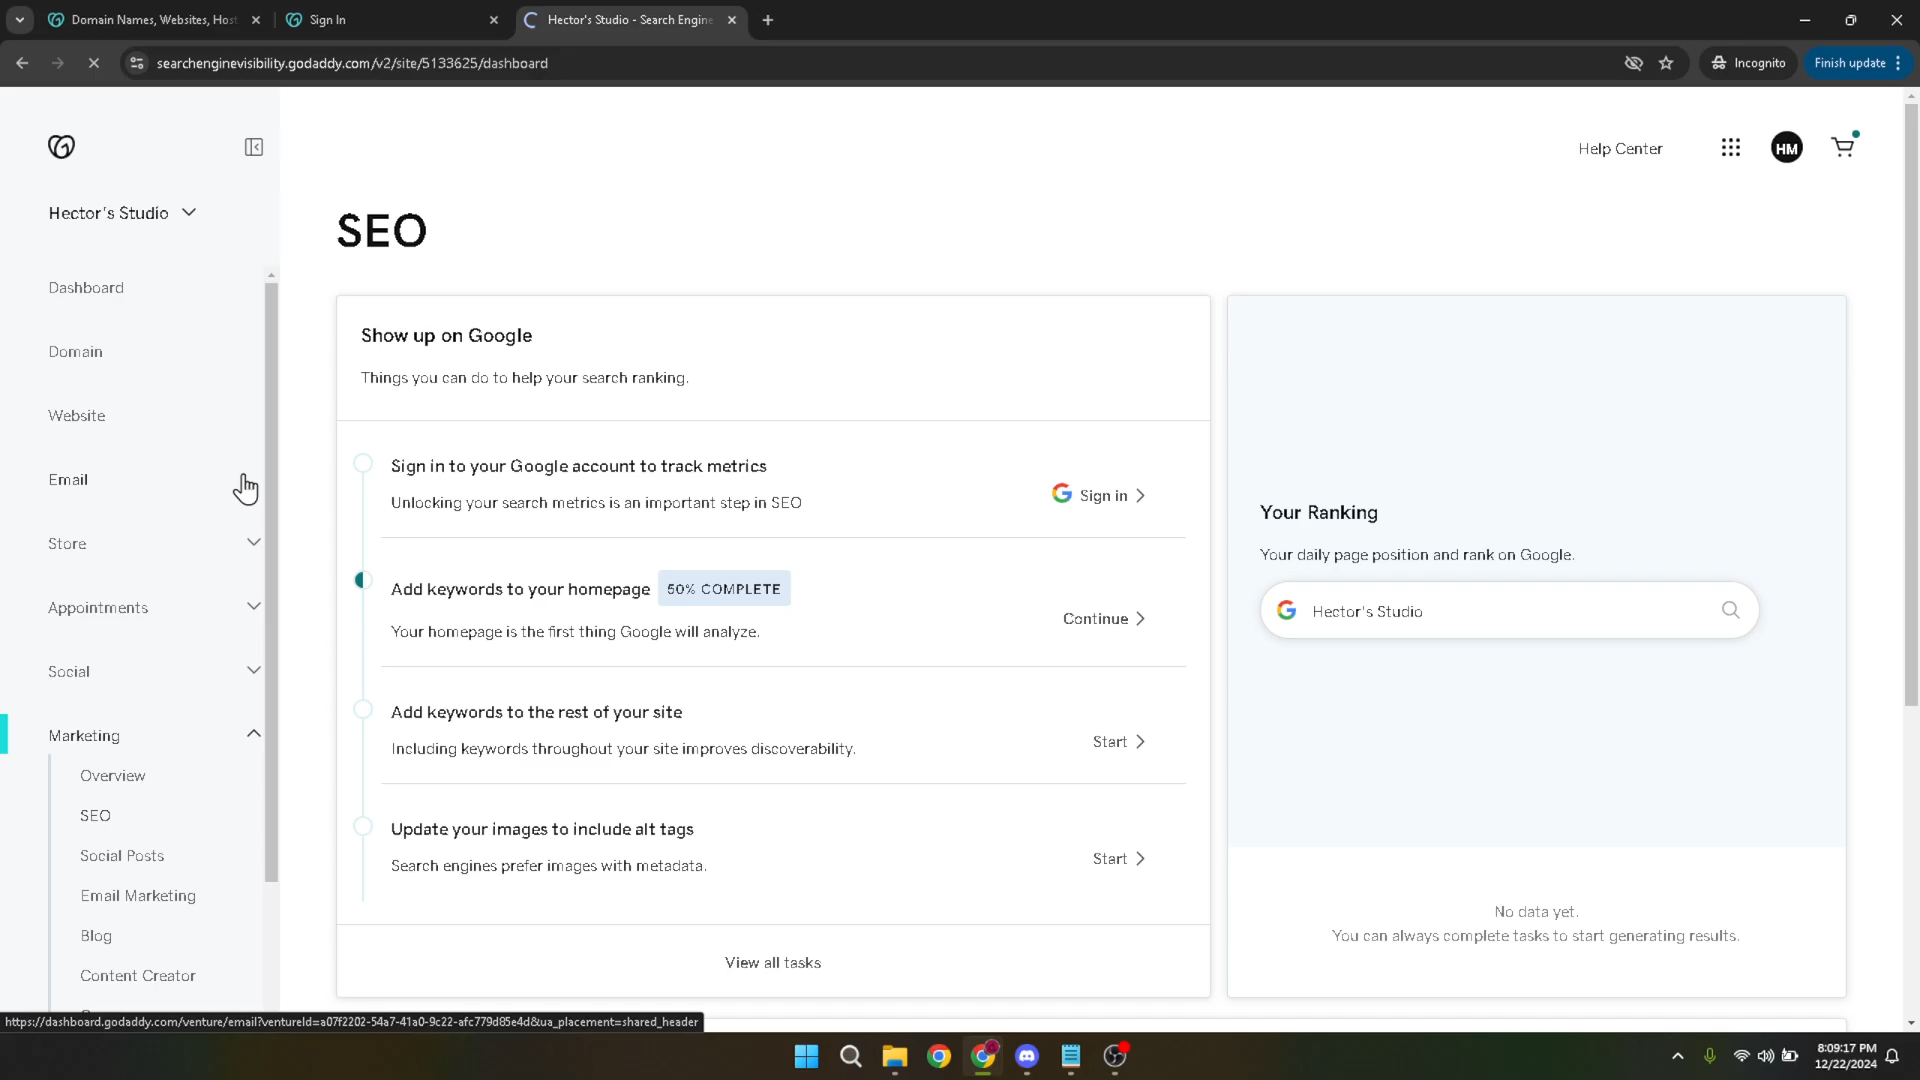 Domain Names, Websites, Host
Sign In
Hector's Studio - Search Engine
searchenginevisibility.godaddy.com/v2/site/5133625/dashboard
Incognito
Finish update
Help Center
HM
Hector's Studio
Dashboard
Domain
Website
Email
Store
Appointments
Social
Marketing
Overview
SEO
Social Posts
Email Marketing
Blog
Content Creator
SEO
Show up on Google
Things you can do to help your search ranking.
Sign in to your Google account to track metrics
Unlocking your search metrics is an important step in SEO
Sign in
Add keywords to your homepage 50% COMPLETE
Your homepage is the first thing Google will analyze.
Continue
Add keywords to the rest of your site
Including keywords throughout your site improves discoverability.
Start
Update your images to include alt tags
Search engines prefer images with metadata.
Start
View all tasks
Your Ranking
Your daily page position and rank on Google.
Hector's Studio
No data yet.
You can always complete tasks to start generating results.
https://dashboard.godaddy.com/venture/email?ventureId=a07f2202-54a7-41a0-9c22-afc779d85e4d&ua_placement=shared_header
8:09:17 PM
12/22/2024